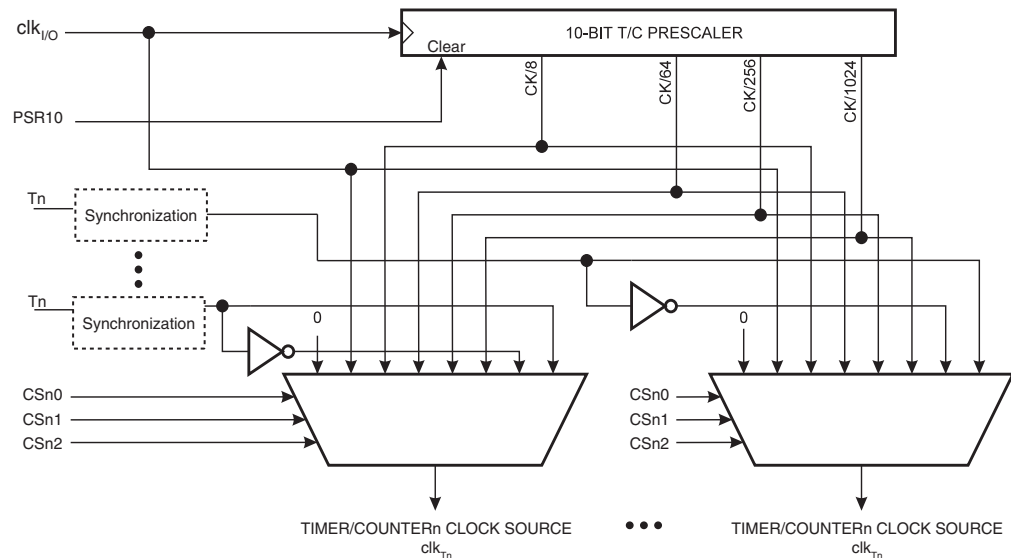 clkI/O
10-BIT T/C PRESCALER
Clear
CK/8
CK/64
CK/256
CK/1024
PSR10
Tn
Synchronization
Tn
Synchronization
0
0
CSn0
CSn1
CSn2
CSn0
CSn1
CSn2
TIMER/COUNTERn CLOCK SOURCE
clkTn
TIMER/COUNTERn CLOCK SOURCE
clkTn